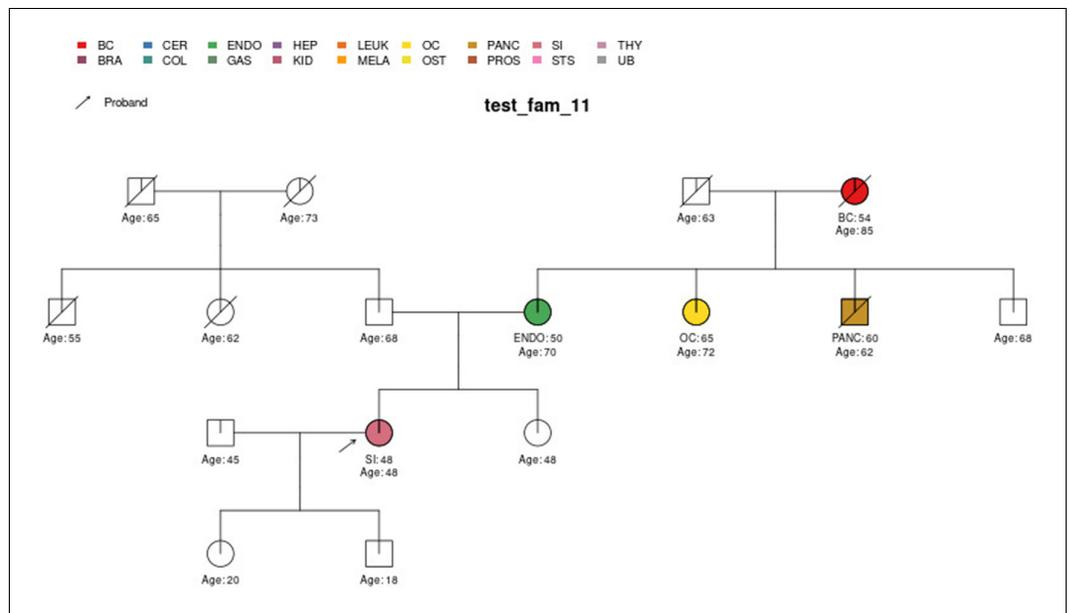 BC CER ENDO HEP LEUK OC PANC SI THY
BRA COL GAS KID MELA OST PROS STS UB
Proband
test_fam_11
Age:65 Age:73 Age:63 BC:54
Age:85
Age:55 Age:62 Age:68 ENDO:50 OC:65 PANC:60 Age:68
Age:70 Age:72 Age:62
Age:45 SI:48 Age:48
Age:48
Age:20 Age:18